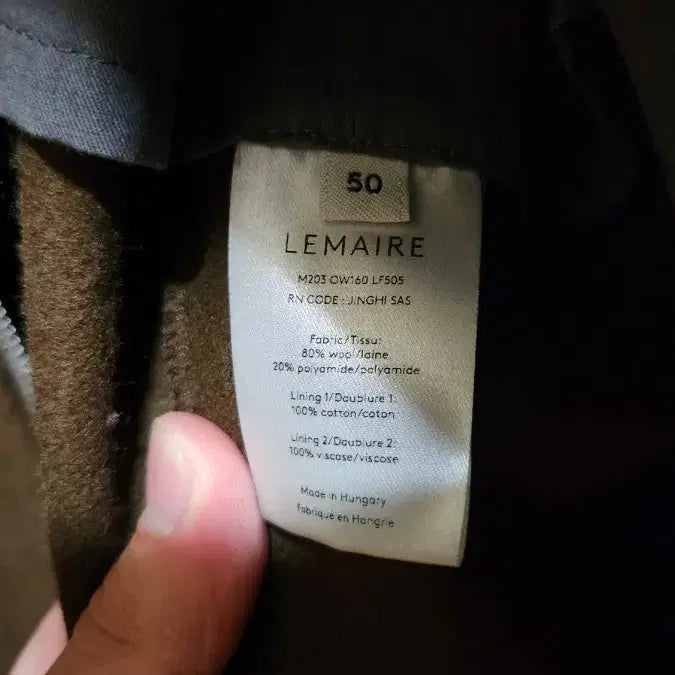 50
LEMAIRE
M203 OW160 LF505
RN CODE : JINGHI SAS
Fabric/Tissu:
80% wool/laine
20% polyamide/polyamide
Lining 1/Doublure 1:
100% cotton/coton
Lining 2/Doublure 2:
100% viscose/viscose
Made in Hungary
Fabriqué en Hongrie